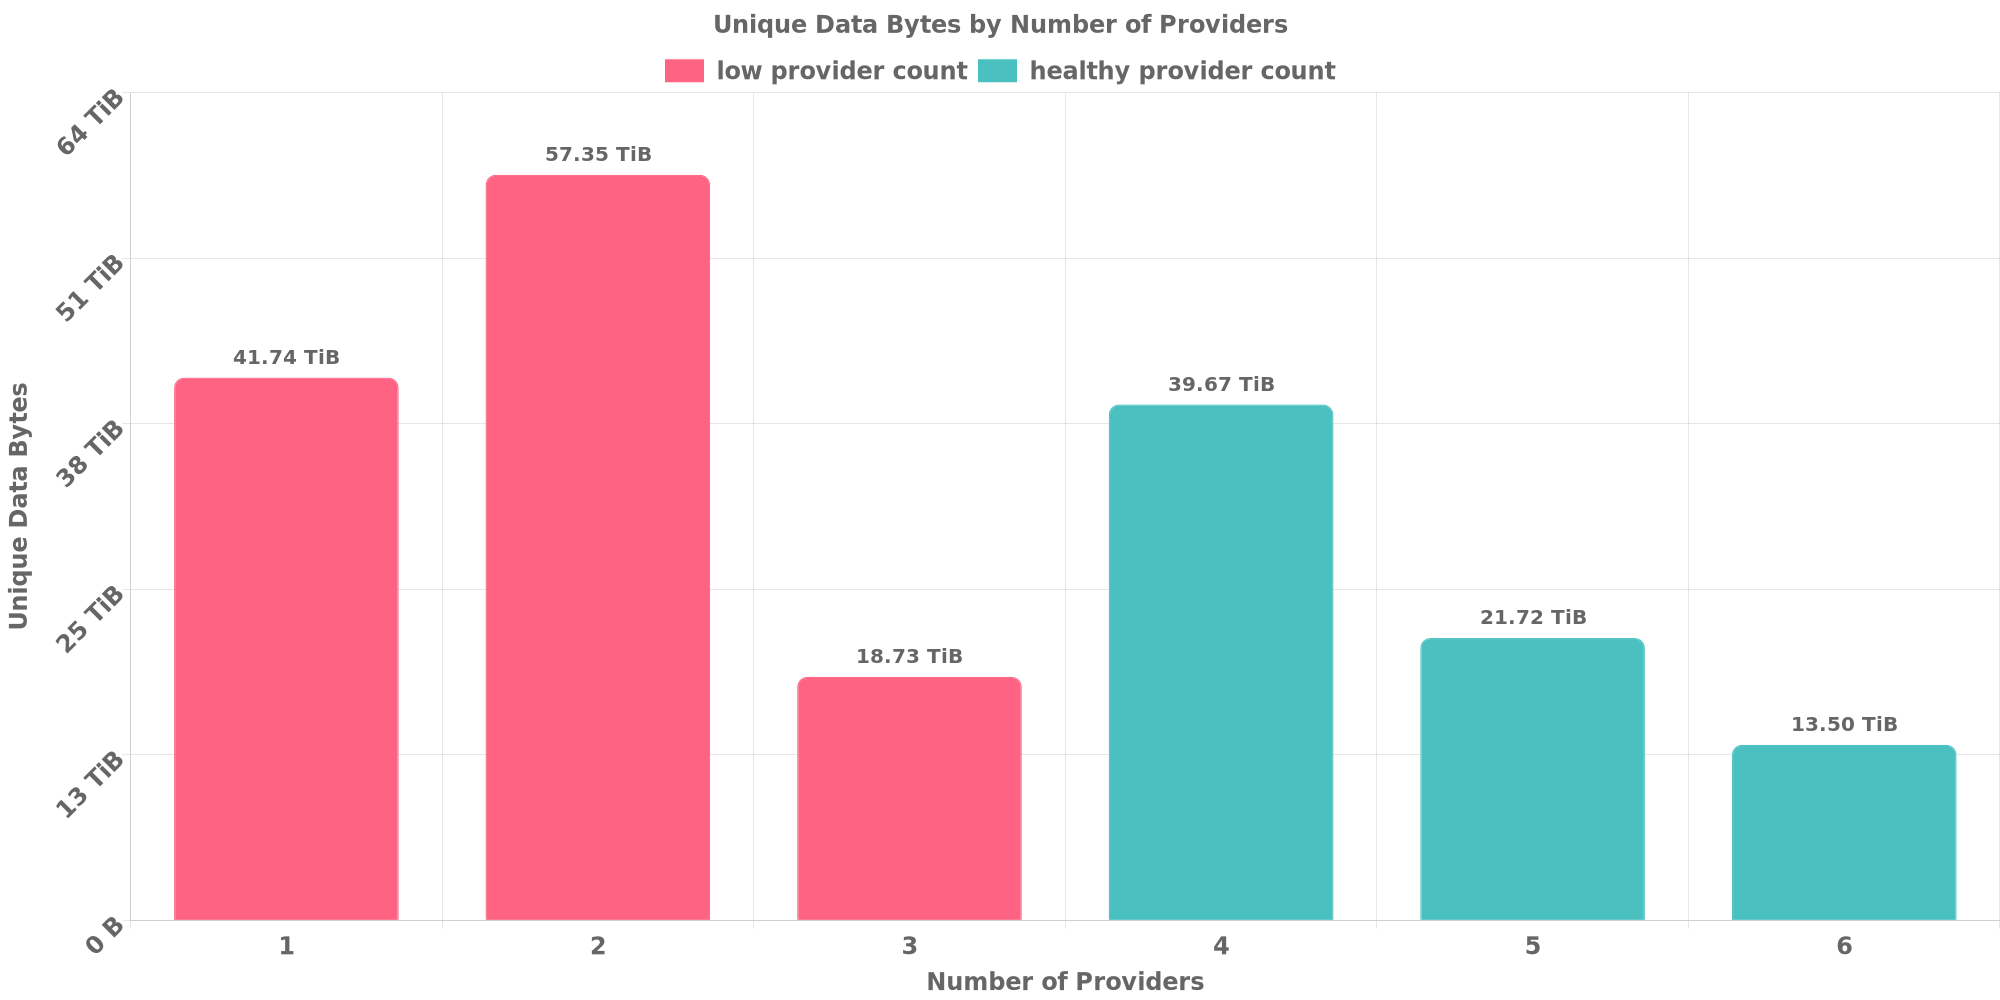 Unique Data Bytes by Number of Providers
low provider count
healthy provider count
64 TiB
51 TiB
38 TiB
25 TiB
13 TiB
0 B
Unique Data Bytes
41.74 TiB
57.35 TiB
18.73 TiB
39.67 TiB
21.72 TiB
13.50 TiB
1
2
3
4
5
6
Number of Providers